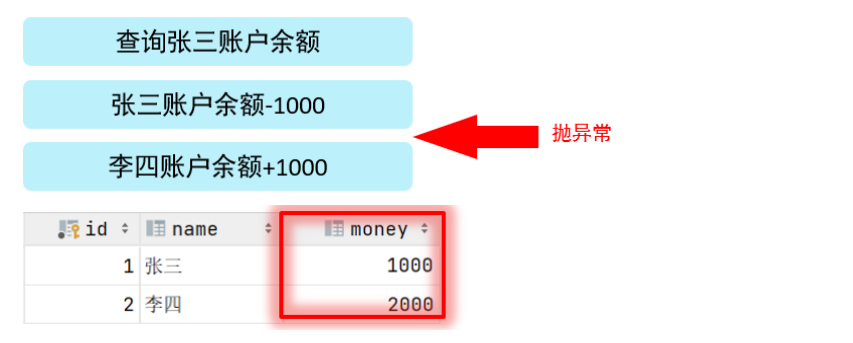 查询张三账户余额
张三账户余额-1000
抛异常
李四账户余额+1000
id name money
1 张三 1000
2 李四 2000